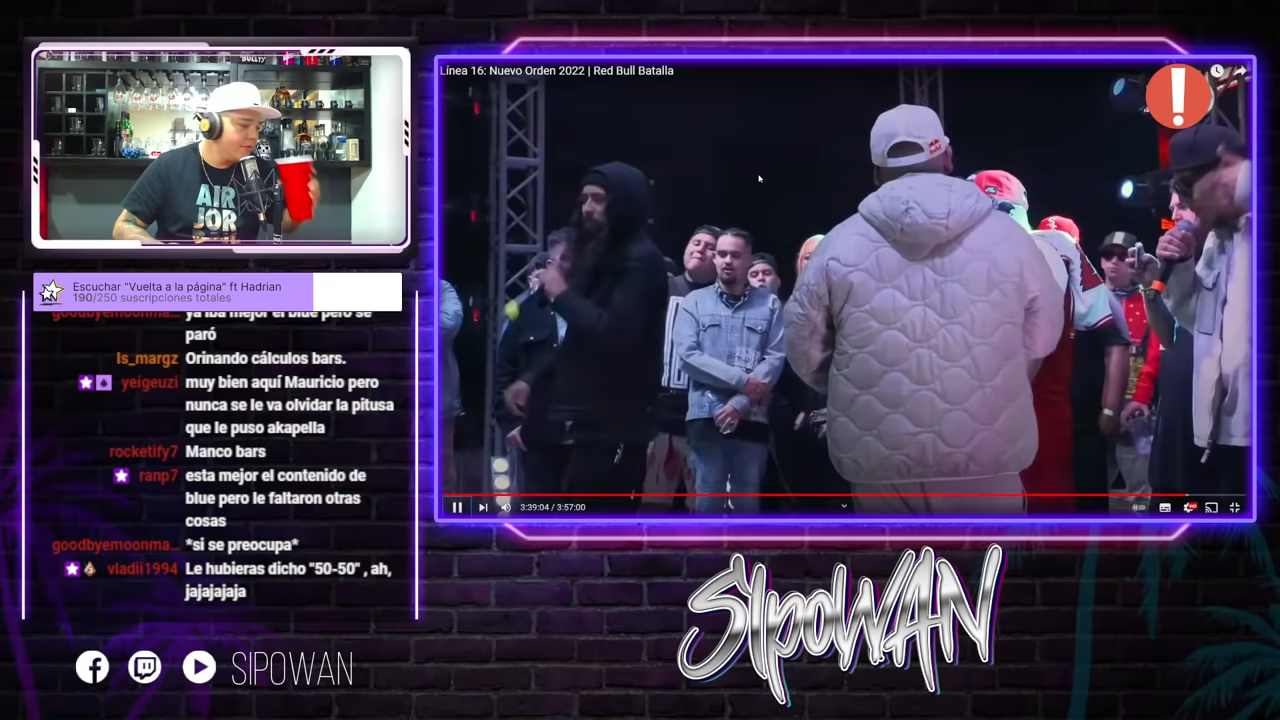 Línea 16: Nuevo Orden 2022 | Red Bull Batalla
BULLY
AIR
JOR
Escuchar "Vuelta a la página" ft Hadrian
190/250 suscripciones totales
goodbyemoonma... ya iba mejor el blue pero se
paró
ls_margz Orinando cálculos bars.
yeigeuzi muy bien aquí Mauricio pero
nunca se le va olvidar la pitusa
que le puso akapella
rocketify7 Manco bars
ranp7 esta mejor el contenido de
blue pero le faltaron otras
cosas
goodbyemoonma... *si se preocupa*
vladii1994 Le hubieras dicho "50-50" , ah,
jajajajaja
3:39:04 / 3:57:00
SIPOWAN
SIPOWAN